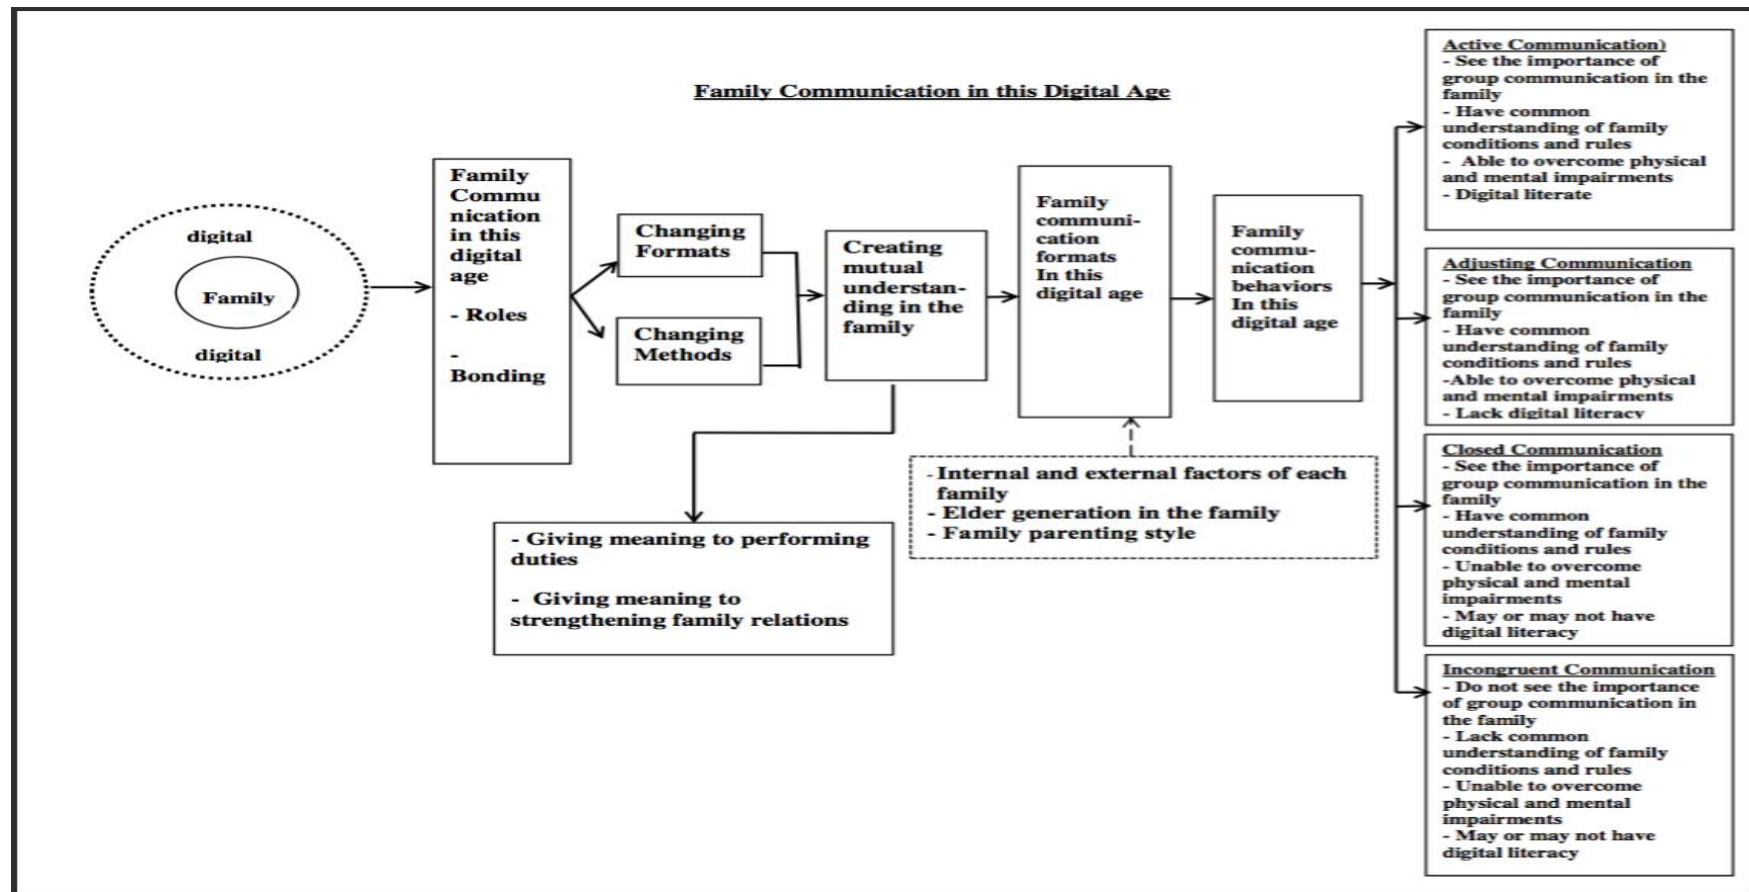 Family Communication in this Digital Age
digital
Family
digital
Family
Commu
nication
in this
digital
age
- Roles
-
Bonding
Changing
Formats
Changing
Methods
Creating
mutual
understan-
ding in the
family
- Giving meaning to performing
duties
- Giving meaning to
strengthening family relations
Family
communi-
cation
formats
In this
digital age
- Internal and external factors of each
family
- Elder generation in the family
- Family parenting style
Family
commu-
nication
behaviors
In this
digital age
Active Communication)
- See the importance of
group communication in the
family
- Have common
understanding of family
conditions and rules
- Able to overcome physical
and mental impairments
- Digital literate
Adjusting Communication
- See the importance of
group communication in the
family
- Have common
understanding of family
conditions and rules
-Able to overcome physical
and mental impairments
- Lack digital literacy
Closed Communication
- See the importance of
group communication in the
family
- Have common
understanding of family
conditions and rules
- Unable to overcome
physical and mental
impairments
- May or may not have
digital literacy
Incongruent Communication
- Do not see the importance
of group communication in
the family
- Lack common
understanding of family
conditions and rules
- Unable to overcome
physical and mental
impairments
- May or may not have
digital literacy